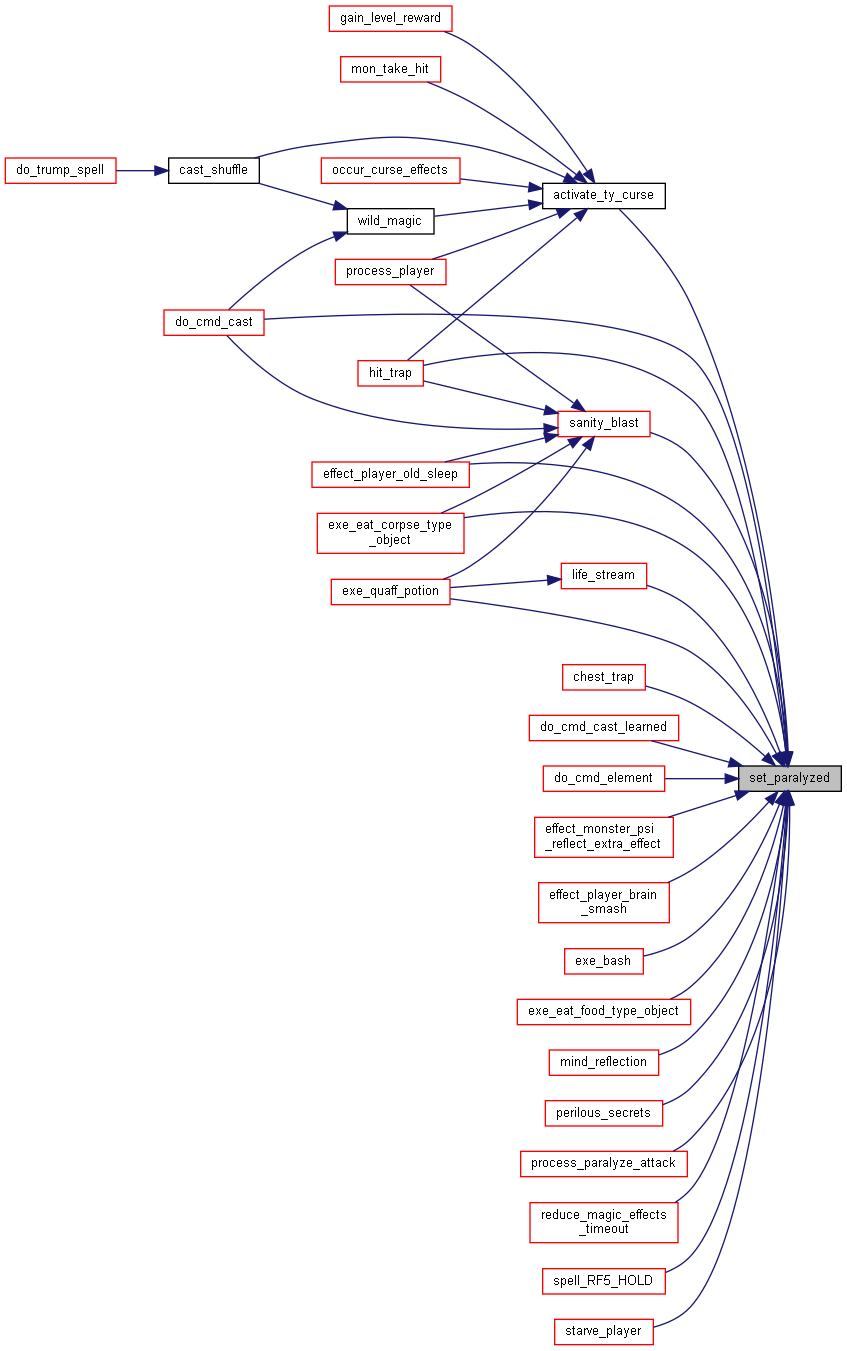 gain_level_reward
mon_take_hit
do_trump_spell
cast_shuffle
occur_curse_effects
activate_ty_curse
wild_magic
process_player
do_cmd_cast
hit_trap
sanity_blast
effect_player_old_sleep
exe_eat_corpse_type
_object
life_stream
exe_quaff_potion
chest_trap
do_cmd_cast_learned
do_cmd_element
set_paralyzed
effect_monster_psi
_reflect_extra_effect
effect_player_brain
_smash
exe_bash
exe_eat_food_type_object
mind_reflection
perilous_secrets
process_paralyze_attack
reduce_magic_effects
_timeout
spell_RF5_HOLD
starve_player